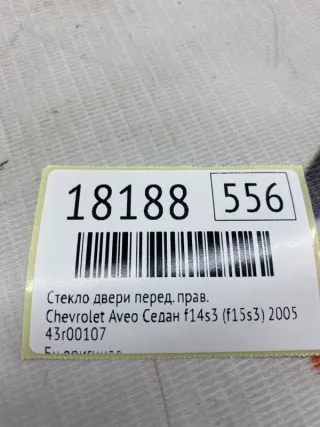 18188 556
Стекло двери перед. прав.
Chevrolet Aveo Седан f14s3 (f15s3) 2005
43r00107